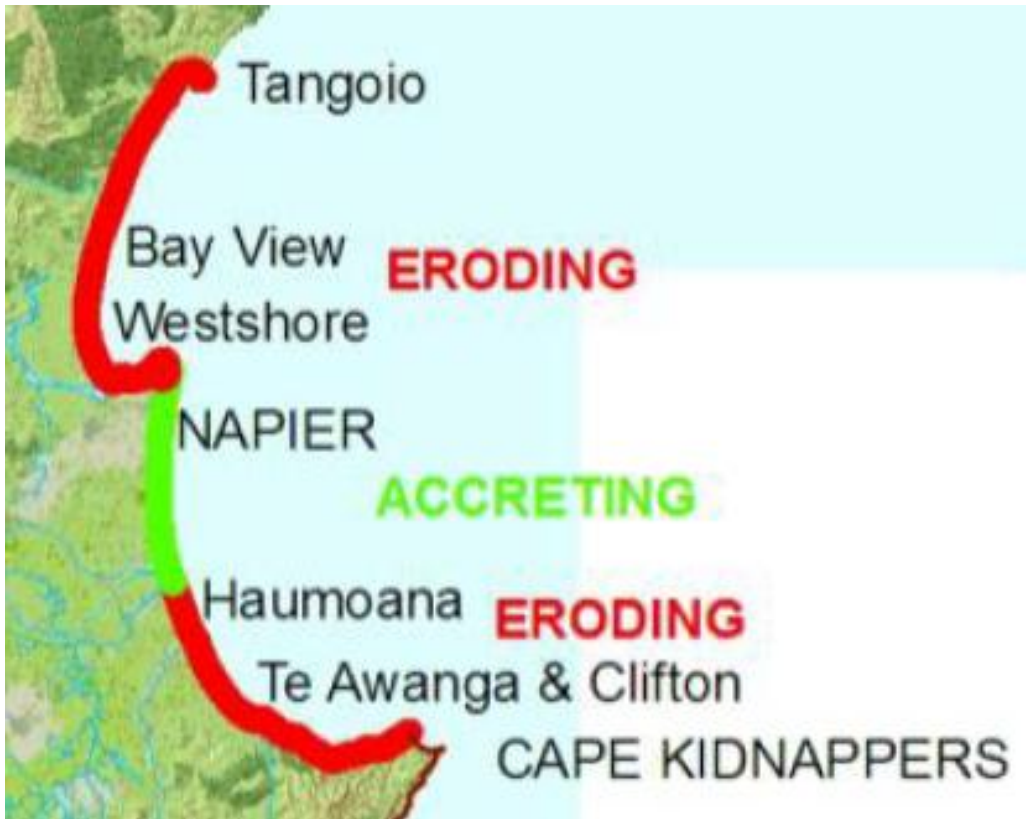 Tangoio
Bay View
ERODING
Westshore
NAPIER
ACCRETING
Haumoana
ERODING
Te Awanga & Clifton
CAPE KIDNAPPERS